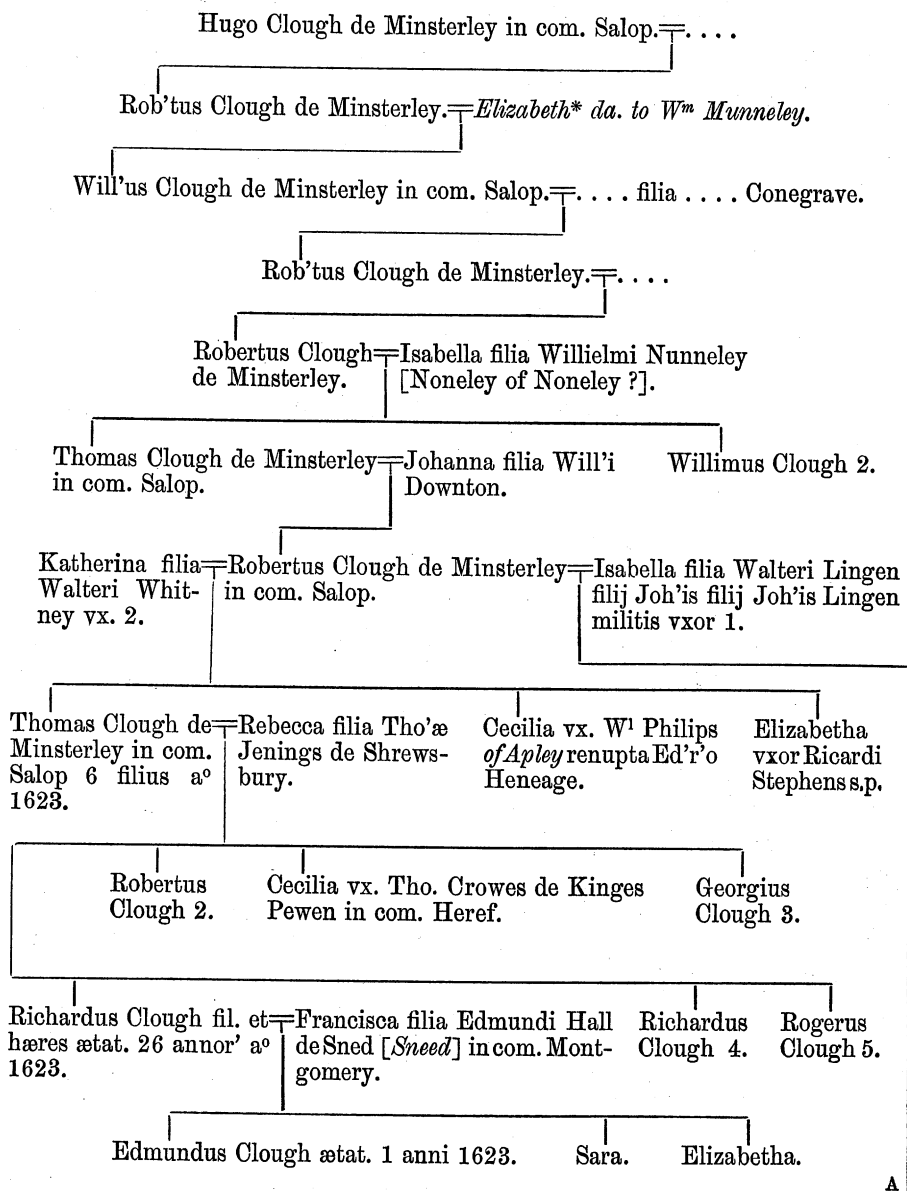 Hugo Clough de Minsterley in com. Salop.=. . . .
Rob'tus Clough de Minsterley.=Elizabeth* da. to Wᵐ Munneley.
Will'us Clough de Minsterley in com. Salop.=. . . . filia . . . . Conegrave.
Rob'tus Clough de Minsterley.=. . . .
Robertus Clough=Isabella filia Willielmi Nunneley
de Minsterley. [Noneley of Noneley ?].
Thomas Clough de Minsterley=Johanna filia Will'i
in com. Salop. Downton.
Willimus Clough 2.
Katherina filia=Robertus Clough de Minsterley=Isabella filia Walteri Lingen
Walteri Whit- in com. Salop. filij Joh'is filij Joh'is Lingen
ney vx. 2. militis vxor 1.
Thomas Clough de=Rebecca filia Tho'æ
Minsterley in com. Jenings de Shrews-
Salop 6 filius aº bury.
1623.
Cecilia vx. Wˡ Philips
of Apley renupta Ed'r'o
Heneage.
Elizabetha
vxor Ricardi
Stephens s.p.
Robertus
Clough 2.
Cecilia vx. Tho. Crowes de Kinges
Pewen in com. Heref.
Georgius
Clough 3.
Richardus Clough fil. et=Francisca filia Edmundi Hall
hæres ætat. 26 annor' aº de Sned [Sneed] in com. Mont-
1623. gomery.
Richardus
Clough 4.
Rogerus
Clough 5.
Edmundus Clough ætat. 1 anni 1623.
Sara.
Elizabetha.
A